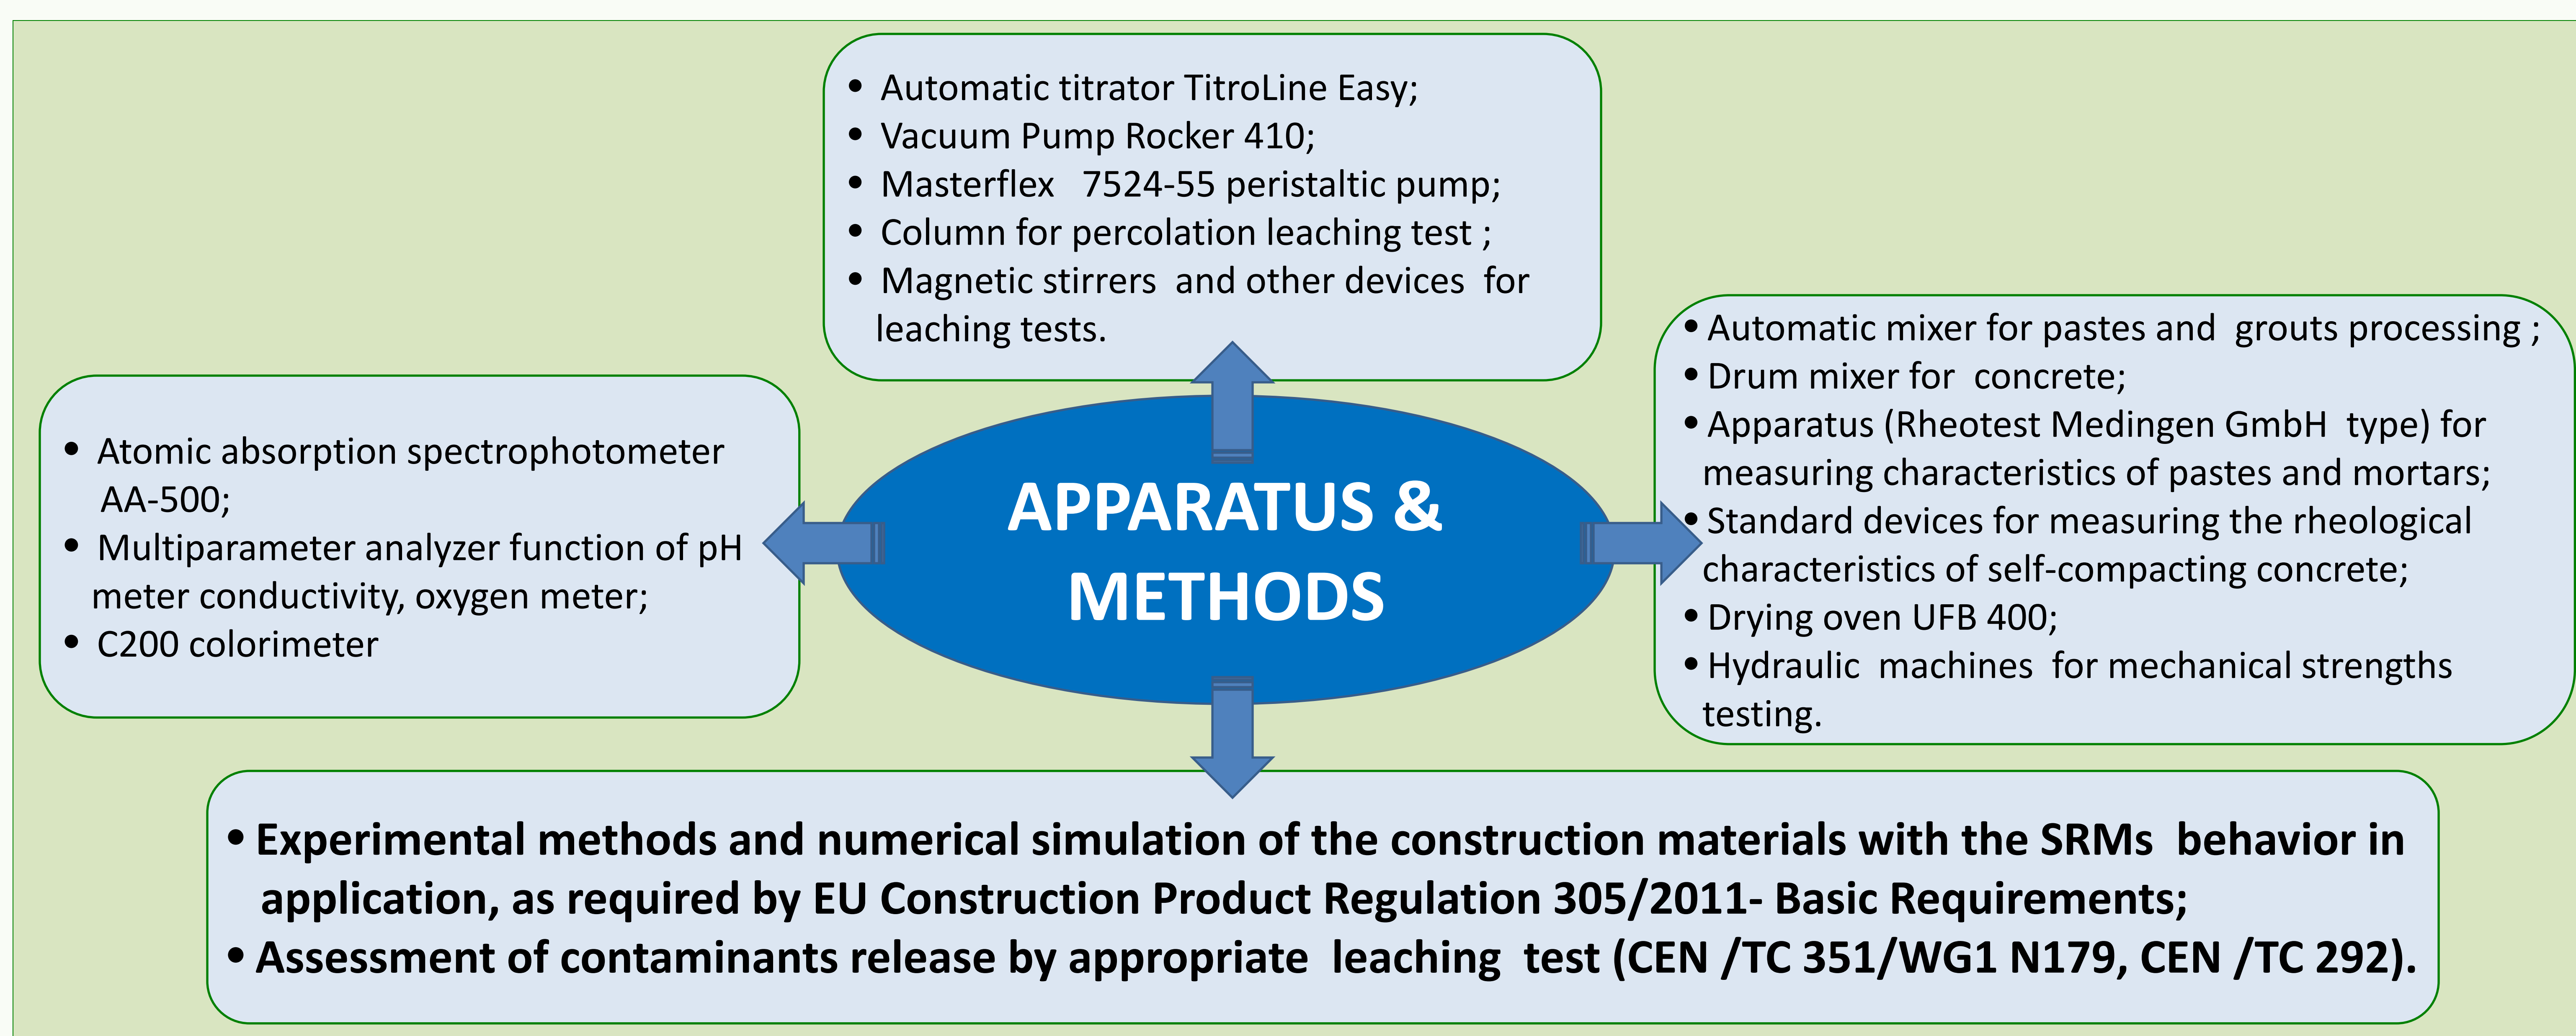 • Automatic titrator TitroLine Easy;
• Vacuum Pump Rocker 410;
• Masterflex 7524-55 peristaltic pump;
• Column for percolation leaching test ;
• Magnetic stirrers and other devices for
leaching tests.
• Atomic absorption spectrophotometer
AA-500;
• Multiparameter analyzer function of pH
meter conductivity, oxygen meter;
• C200 colorimeter
APPARATUS &
METHODS
• Automatic mixer for pastes and grouts processing ;
• Drum mixer for concrete;
• Apparatus (Rheotest Medingen GmbH type) for
measuring characteristics of pastes and mortars;
• Standard devices for measuring the rheological
characteristics of self-compacting concrete;
• Drying oven UFB 400;
• Hydraulic machines for mechanical strengths
testing.
• Experimental methods and numerical simulation of the construction materials with the SRMs behavior in
application, as required by EU Construction Product Regulation 305/2011- Basic Requirements;
• Assessment of contaminants release by appropriate leaching test (CEN /TC 351/WG1 N179, CEN /TC 292).